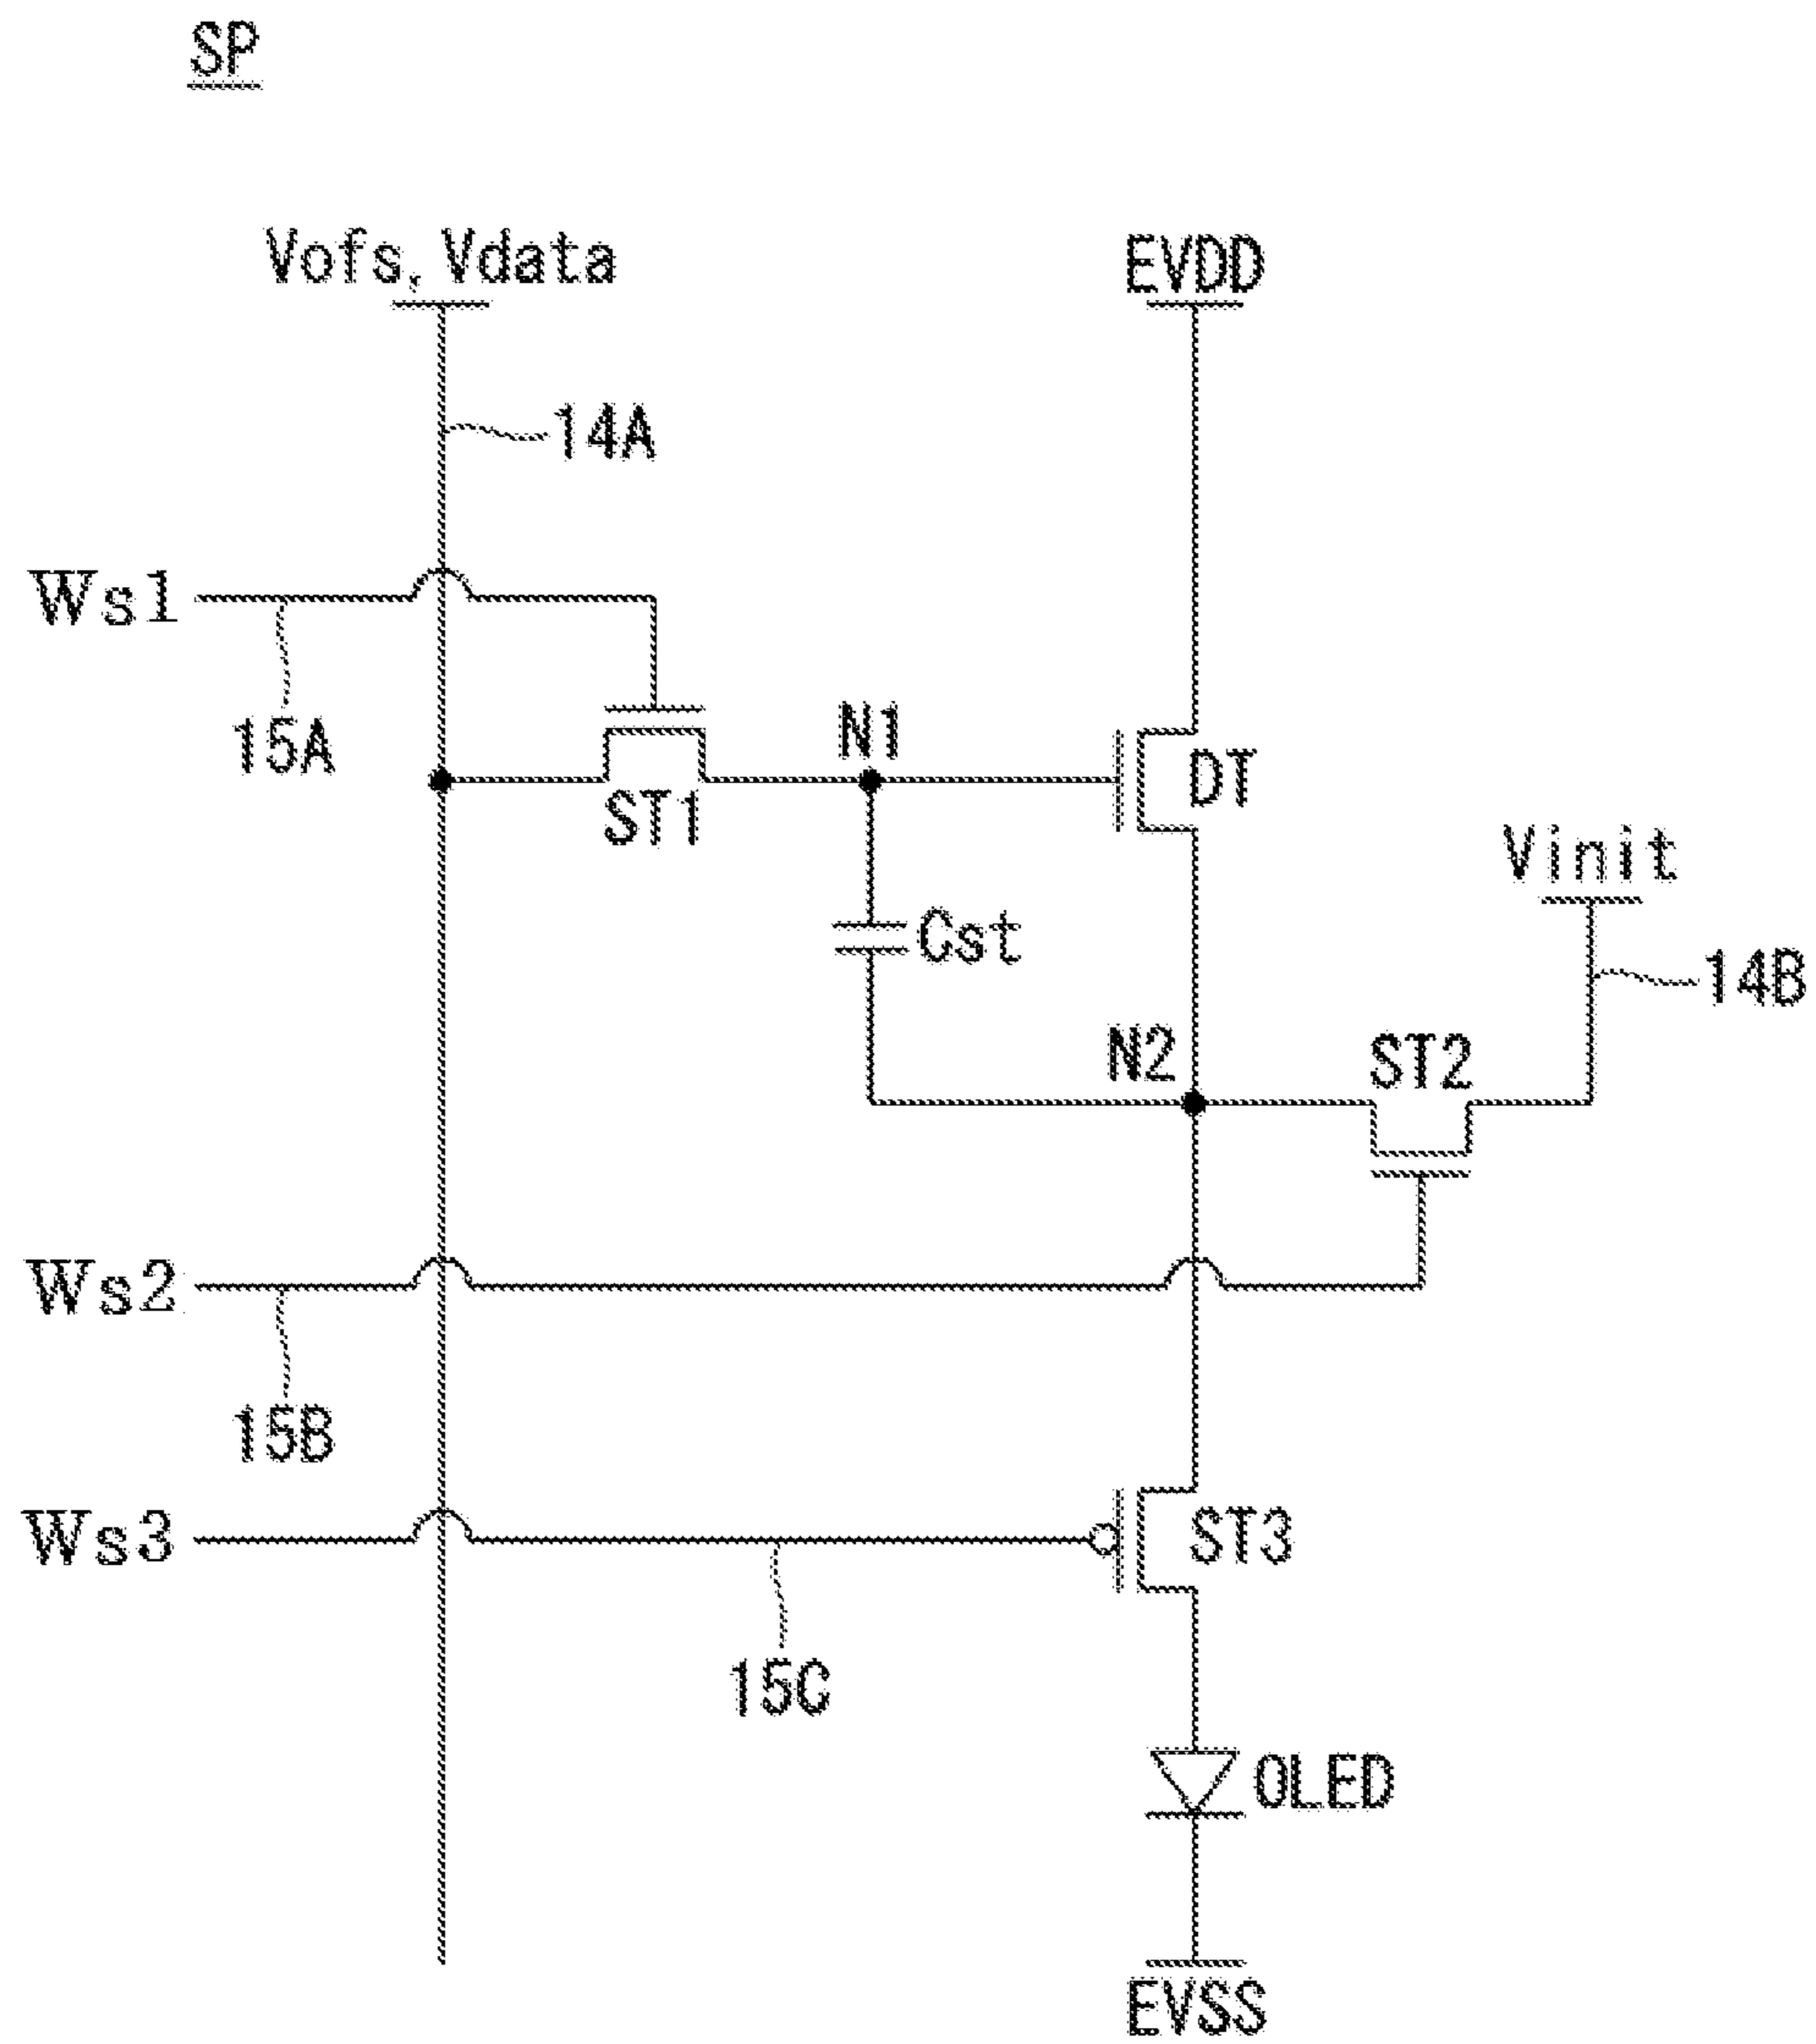 SP
Vofs,Vdata
EVDD
14A
Ws1
15A
N1
DT
ST1
Vinit
Cst
14B
N2
ST2
Ws2
15B
Ws3
ST3
15C
OLED
EVSS